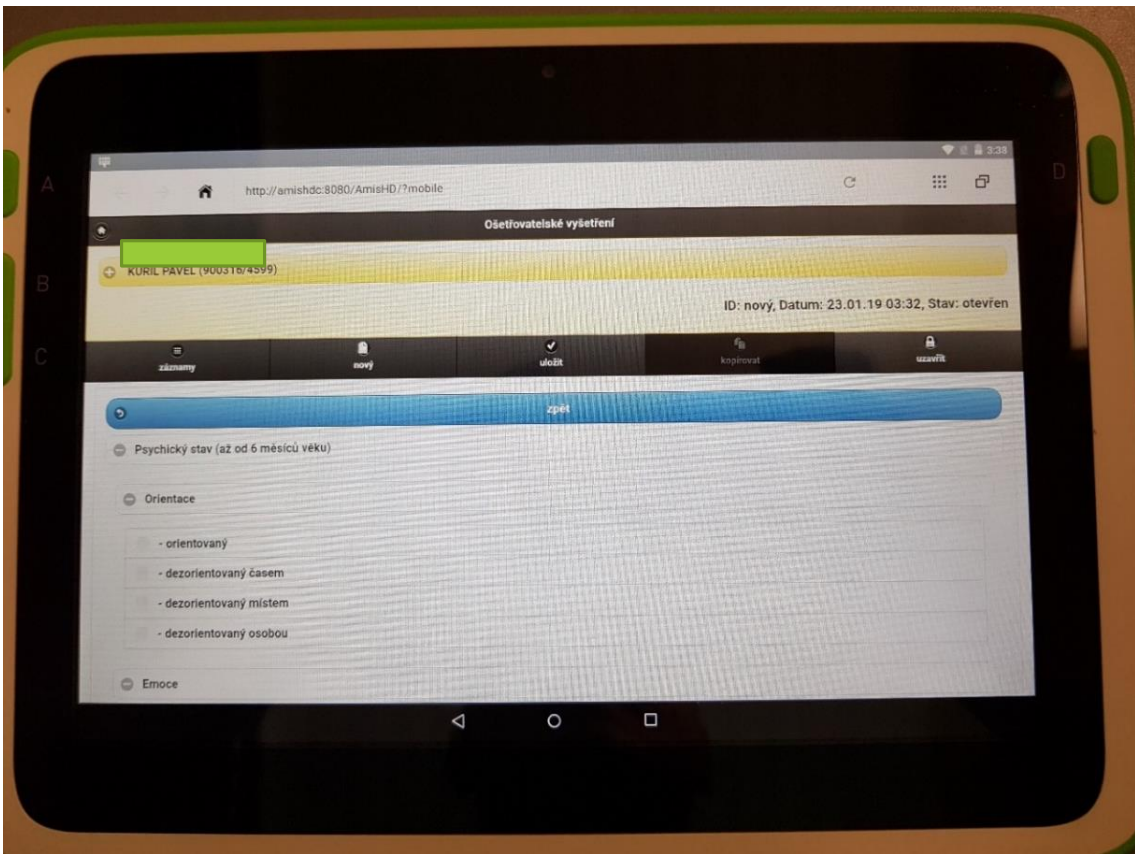 3:38
A
D
http://amishdc:8080/AmisHD/?mobile
Ošetřovatelské vyšetření
B
ID: nový, Datum: 23.01.19 03:32, Stav: otevřen
C
záznamy nový uložit kopírovat uzavřít
zpět
Psychický stav (až od 6 měsíců věku)
Orientace
- orientovaný
- dezorientovaný časem
- dezorientovaný místem
- dezorientovaný osobou
Emoce